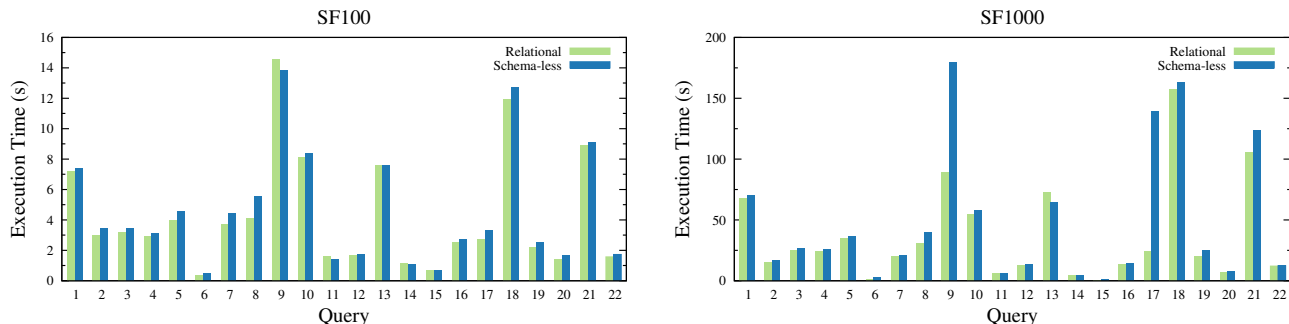 SF100
Execution Time (s)
16
14
12
10
8
6
4
2
0
Relational
Schema-less
1 2 3 4 5 6 7 8 9 10 11 12 13 14 15 16 17 18 19 20 21 22
Query
SF1000
Execution Time (s)
200
150
100
50
0
Relational
Schema-less
1 2 3 4 5 6 7 8 9 10 11 12 13 14 15 16 17 18 19 20 21 22
Query